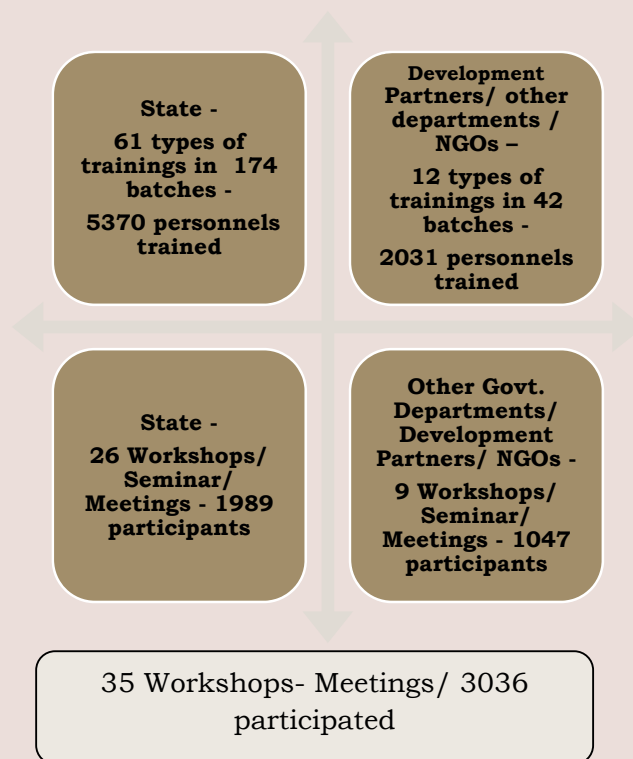 State -
61 types of
trainings in 174
batches -
5370 personnels
trained
Development
Partners/ other
departments /
NGOs –
12 types of
trainings in 42
batches -
2031 personnels
trained
State -
26 Workshops/
Seminar/
Meetings - 1989
participants
Other Govt.
Departments/
Development
Partners/ NGOs -
9 Workshops/
Seminar/
Meetings - 1047
participants
35 Workshops- Meetings/ 3036
participated